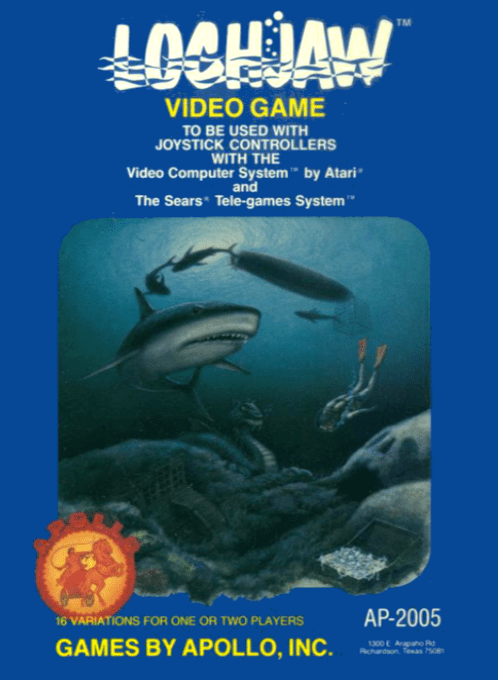 LOCHJAW™
VIDEO GAME
TO BE USED WITH
JOYSTICK CONTROLLERS
WITH THE
Video Computer System™ by Atari®
and
The Sears® Tele-games System™
APOLLO
16 VARIATIONS FOR ONE OR TWO PLAYERS
AP-2005
GAMES BY APOLLO, INC.
1300 E. Arapaho Rd
Richardson, Texas 75081